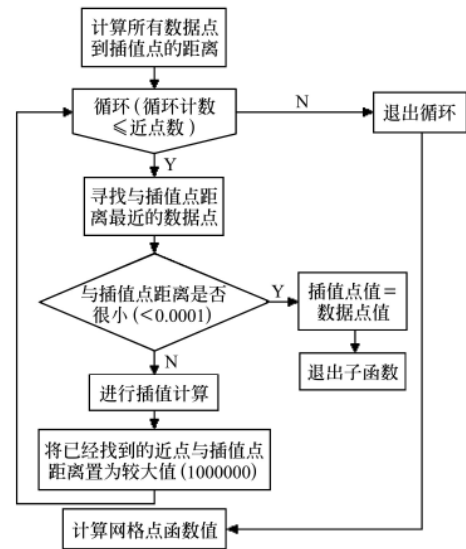 计算所有数据点
到插值点的距离
循环(循环计数
≤近点数)
N
退出循环
Y
寻找与插值点距
离最近的数据点
与插值点距离是否
很小(<0.0001)
Y
插值点值=
数据点值
退出子函数
N
进行插值计算
将已经找到的近点与插值点
距离置为较大值(1000000)
计算网格点函数值